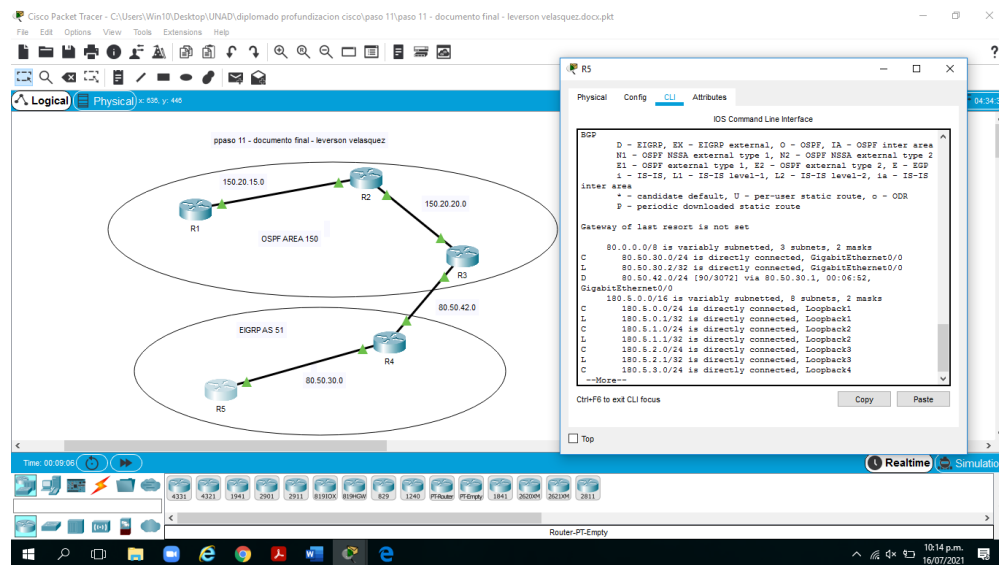 Cisco Packet Tracer - C:\Users\Win10\Desktop\UNAD\diplomado profundizacion cisco\paso 11\paso 11 - documento final - leverson velasquez.docx.pkt
File Edit Options View Tools Extensions Help
?
Logical Physical x: 636, y: 446
04:34:3
ppaso 11 - documento final - leverson velasquez
150.20.15.0
R2
150.20.20.0
R1
OSPF AREA 150
R3
80.50.42.0
EIGRP AS 51
R4
80.50.30.0
R5
R5
Physical Config CLI Attributes
IOS Command Line Interface
BGP
D - EIGRP, EX - EIGRP external, O - OSPF, IA - OSPF inter area
N1 - OSPF NSSA external type 1, N2 - OSPF NSSA external type 2
E1 - OSPF external type 1, E2 - OSPF external type 2, E - EGP
i - IS-IS, L1 - IS-IS level-1, L2 - IS-IS level-2, ia - IS-IS
inter area
* - candidate default, U - per-user static route, o - ODR
P - periodic downloaded static route
Gateway of last resort is not set
80.0.0.0/8 is variably subnetted, 3 subnets, 2 masks
C 80.50.30.0/24 is directly connected, GigabitEthernet0/0
L 80.50.30.2/32 is directly connected, GigabitEthernet0/0
D 80.50.42.0/24 [90/3072] via 80.50.30.1, 00:06:52,
GigabitEthernet0/0
180.5.0.0/16 is variably subnetted, 8 subnets, 2 masks
C 180.5.0.0/24 is directly connected, Loopback1
L 180.5.0.1/32 is directly connected, Loopback1
C 180.5.1.0/24 is directly connected, Loopback2
L 180.5.1.1/32 is directly connected, Loopback2
C 180.5.2.0/24 is directly connected, Loopback3
L 180.5.2.1/32 is directly connected, Loopback3
C 180.5.3.0/24 is directly connected, Loopback4
--More--
Ctrl+F6 to exit CLI focus
Copy Paste
Top
Time: 00:09:06
Realtime Simulatio
4331 4321 1941 2901 2911 819IOX 819HGW 829 1240 PT-Router PT-Empty 1841 2620XM 2621XM 2811
Router-PT-Empty
10:14 p.m.
16/07/2021